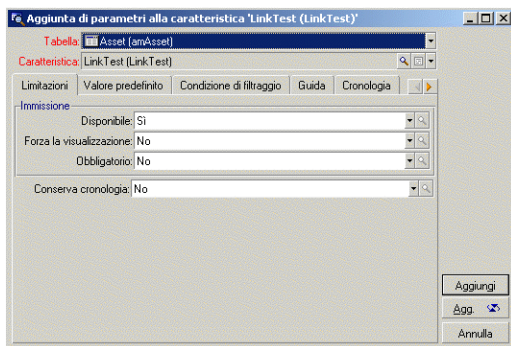 Aggiunta di parametri alla caratteristica 'LinkTest (LinkTest)'
Tabella: Asset (amAsset)
Caratteristica: LinkTest (LinkTest)
Limitazioni Valore predefinito Condizione di filtraggio Guida Cronologia
Immissione
Disponibile: Sì
Forza la visualizzazione: No
Obbligatorio: No
Conserva cronologia: No
Aggiungi
Agg.
Annulla